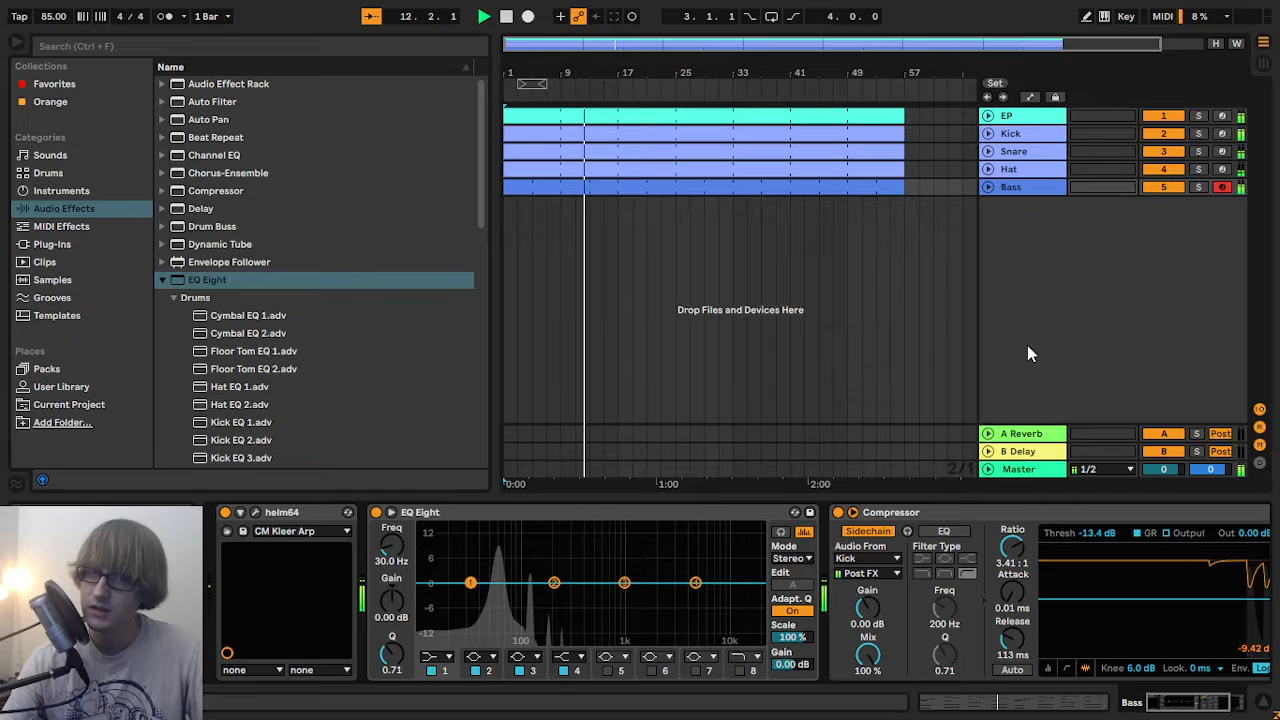 Tap 85.00 4 / 4 1 Bar 12. 2. 1 3. 1. 1 4. 0. 0 Key MIDI 8 %
Search (Ctrl + F)
Collections
Favorites
Orange
Categories
Sounds
Drums
Instruments
Audio Effects
MIDI Effects
Plug-Ins
Clips
Samples
Grooves
Templates
Places
Packs
User Library
Current Project
Add Folder...
Name
Audio Effect Rack
Auto Filter
Auto Pan
Beat Repeat
Channel EQ
Chorus-Ensemble
Compressor
Delay
Drum Buss
Dynamic Tube
Envelope Follower
EQ Eight
Drums
Cymbal EQ 1.adv
Cymbal EQ 2.adv
Floor Tom EQ 1.adv
Floor Tom EQ 2.adv
Hat EQ 1.adv
Hat EQ 2.adv
Kick EQ 1.adv
Kick EQ 2.adv
Kick EQ 3.adv
H W
1 9 17 25 33 41 49 57
Set
EP 1 S
Kick 2 S
Snare 3 S
Hat 4 S
Bass 5 S
Drop Files and Devices Here
A Reverb A S Post
B Delay B S Post
2/1 Master 1/2 0 0
0:00 1:00 2:00
helm64
CM Kleer Arp
none none
EQ Eight
Freq
30.0 Hz
Gain
0.00 dB
Q
0.71
12
6
0
-6
-12
1 2 3 4
100 1k 10k
1 2 3 4 5 6 7 8
Mode
Stereo
Edit
A
Adapt. Q
On
Scale
100 %
Gain
0.00 dB
Compressor
Sidechain EQ
Audio From
Kick
Post FX
Filter Type
Gain
0.00 dB
Mix
100 %
Freq
200 Hz
Q
0.71
Ratio
3.41 : 1
Attack
0.01 ms
Release
113 ms
Auto
Thresh -13.4 dB GR Output Out 0.00 dB
-9.42 d
Knee 6.0 dB Look. 0 ms Env.
Bass